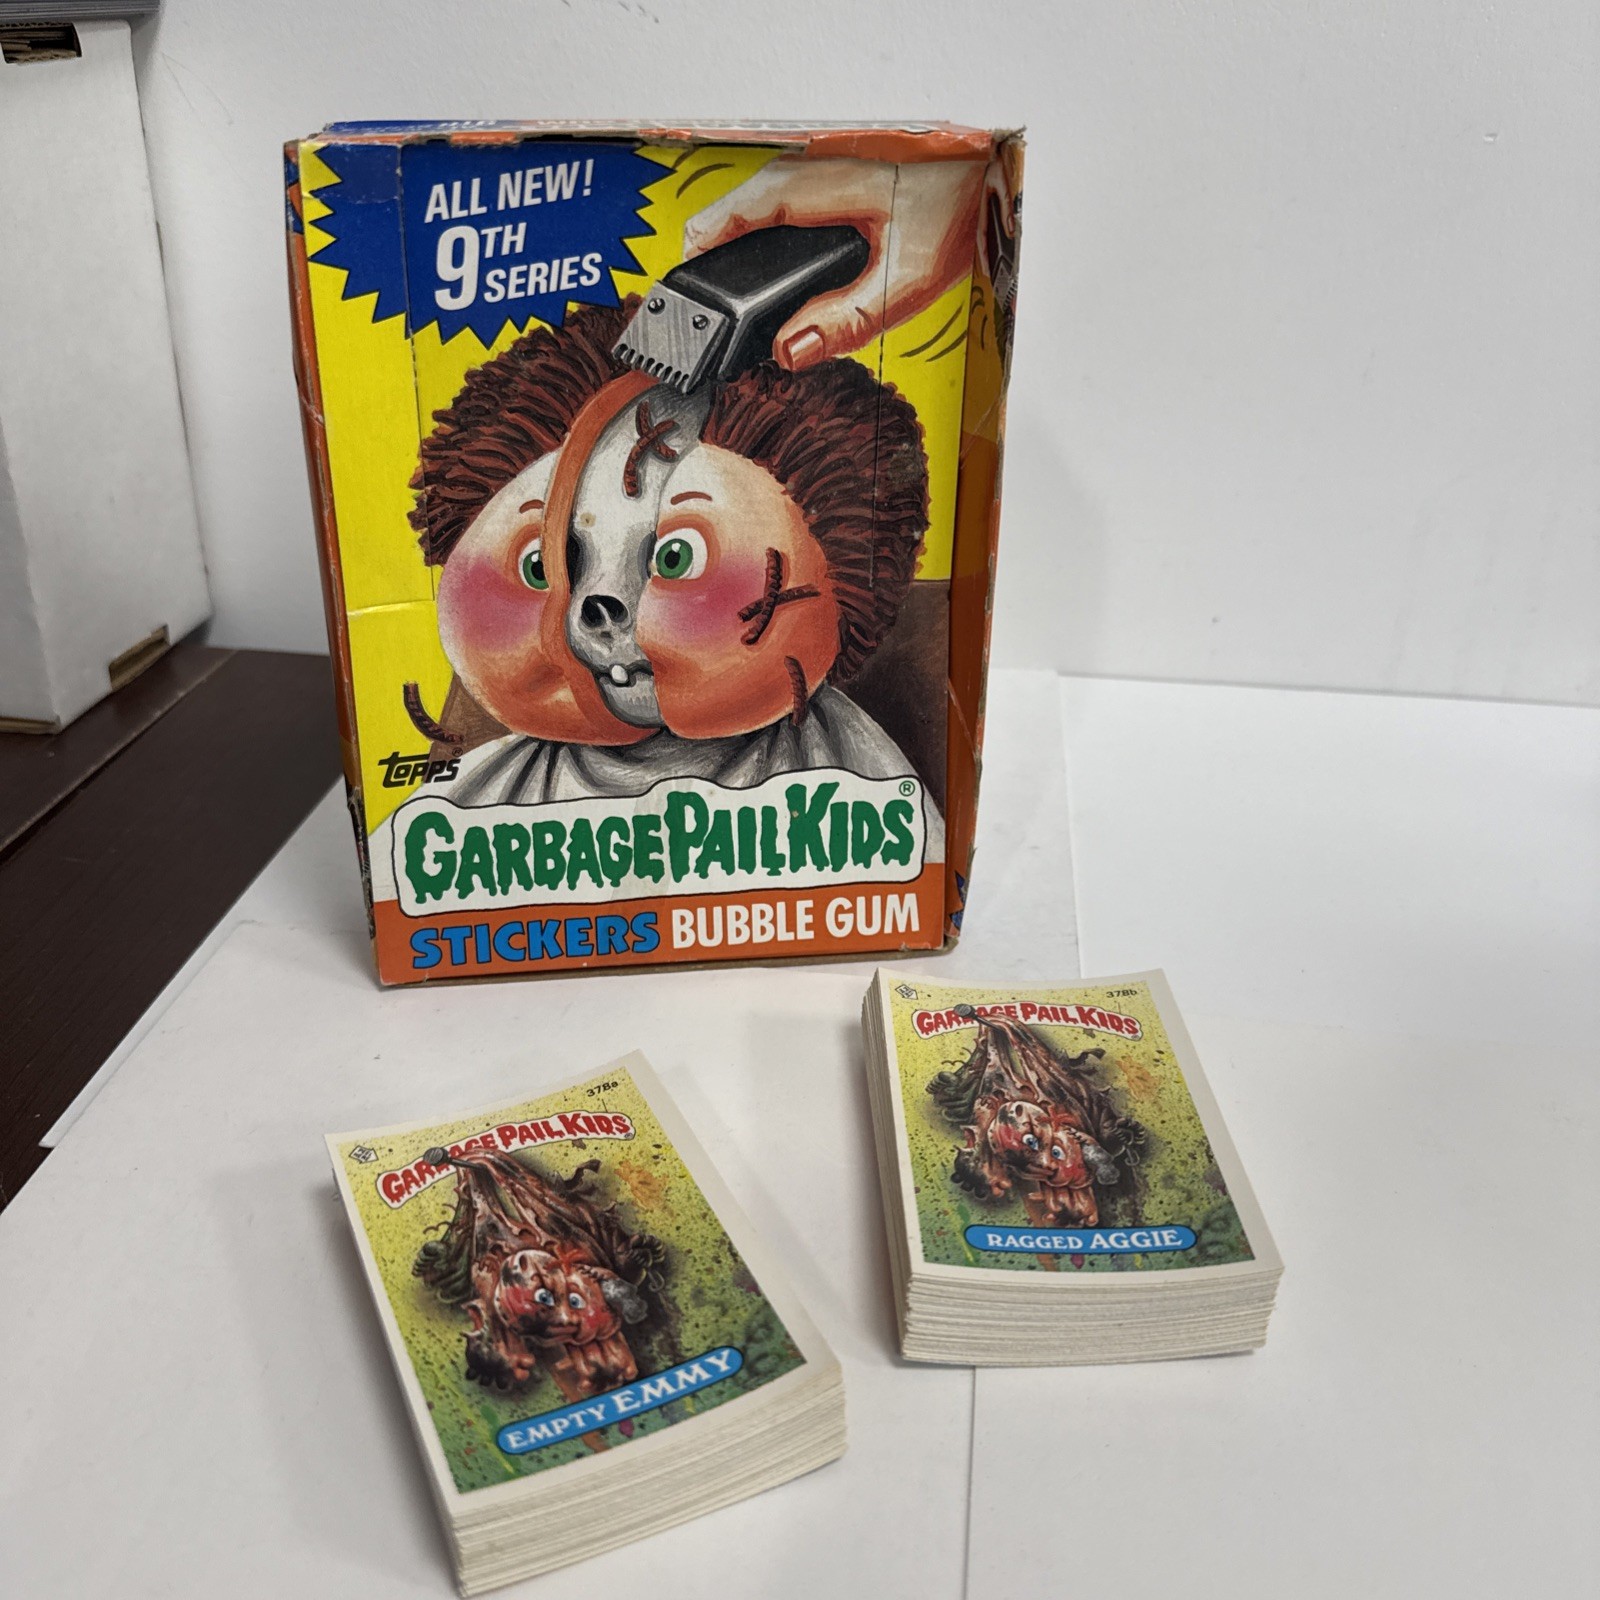 ALL NEW!
9TH
SERIES
TOPPS®
GARBAGE PAIL KIDS®
STICKERS BUBBLE GUM
378a
GARBAGE PAIL KIDS
EMPTY EMMY
378b
GARBAGE PAIL KIDS
RAGGED AGGIE